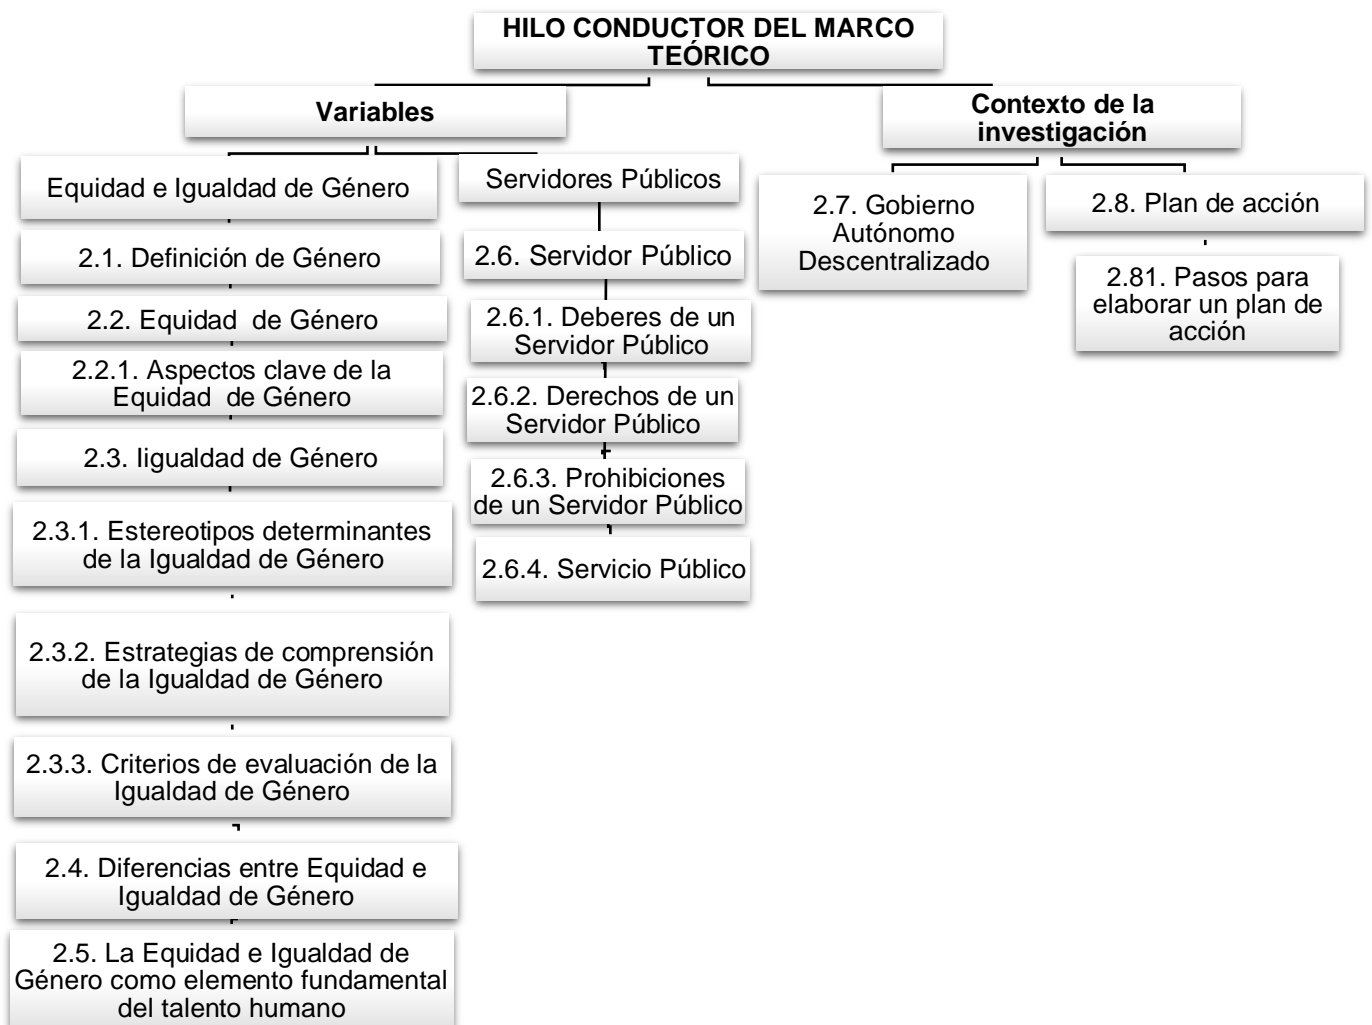 HILO CONDUCTOR DEL MARCO
TEÓRICO
Variables
Equidad e Igualdad de Género
2.1. Definición de Género
2.2. Equidad de Género
2.2.1. Aspectos clave de la
Equidad de Género
2.3. Iigualdad de Género
2.3.1. Estereotipos determinantes
de la Igualdad de Género
2.3.2. Estrategias de comprensión
de la Igualdad de Género
2.3.3. Criterios de evaluación de la
Igualdad de Género
2.4. Diferencias entre Equidad e
Igualdad de Género
2.5. La Equidad e Igualdad de
Género como elemento fundamental
del talento humano
Servidores Públicos
2.6. Servidor Público
2.6.1. Deberes de un
Servidor Público
2.6.2. Derechos de un
Servidor Público
2.6.3. Prohibiciones
de un Servidor Público
2.6.4. Servicio Público
Contexto de la
investigación
2.7. Gobierno
Autónomo
Descentralizado
2.8. Plan de acción
2.81. Pasos para
elaborar un plan de
acción